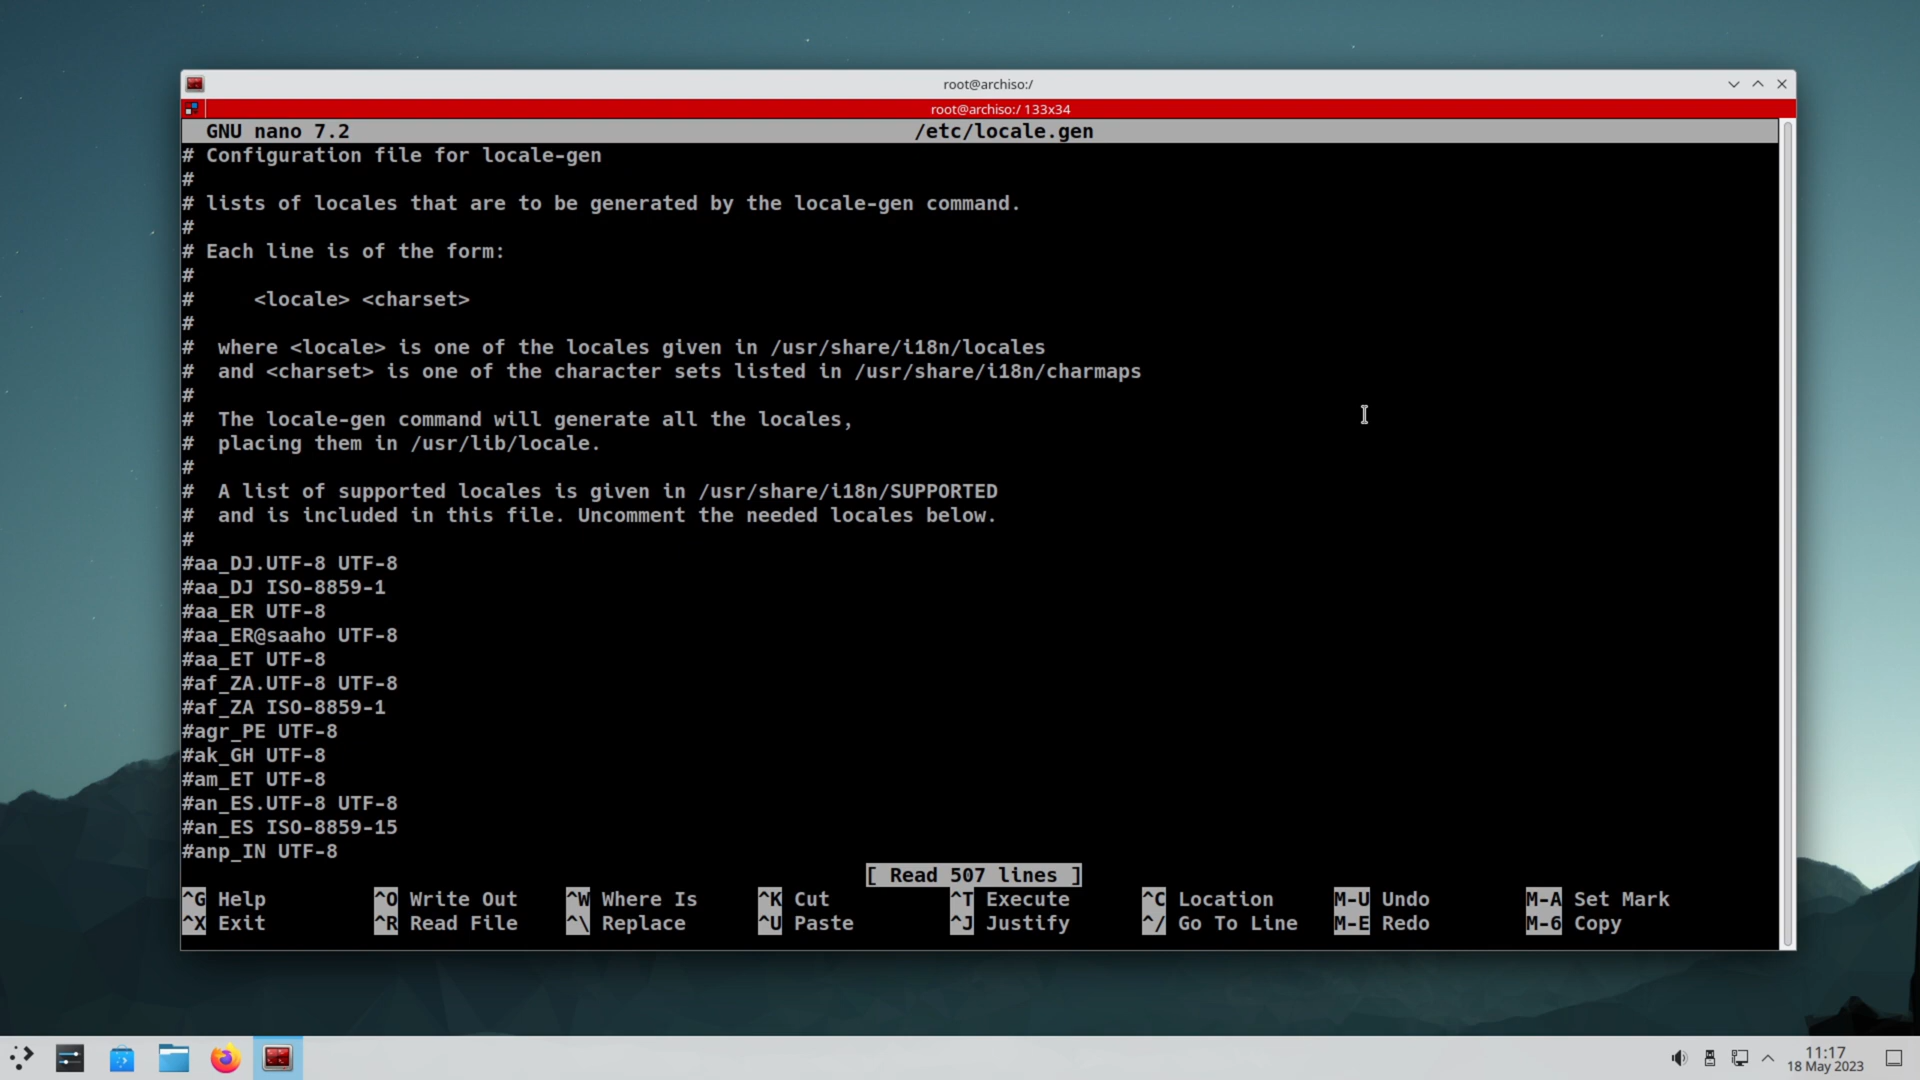 root@archiso:/
root@archiso:/ 133x34
GNU nano 7.2 /etc/locale.gen
# Configuration file for locale-gen
#
# lists of locales that are to be generated by the locale-gen command.
#
# Each line is of the form:
#
#     <locale> <charset>
#
#  where <locale> is one of the locales given in /usr/share/i18n/locales
#  and <charset> is one of the character sets listed in /usr/share/i18n/charmaps
#
#  The locale-gen command will generate all the locales,
#  placing them in /usr/lib/locale.
#
#  A list of supported locales is given in /usr/share/i18n/SUPPORTED
#  and is included in this file. Uncomment the needed locales below.
#
#aa_DJ.UTF-8 UTF-8
#aa_DJ ISO-8859-1
#aa_ER UTF-8
#aa_ER@saaho UTF-8
#aa_ET UTF-8
#af_ZA.UTF-8 UTF-8
#af_ZA ISO-8859-1
#agr_PE UTF-8
#ak_GH UTF-8
#am_ET UTF-8
#an_ES.UTF-8 UTF-8
#an_ES ISO-8859-15
#anp_IN UTF-8
[ Read 507 lines ]
^G Help ^O Write Out ^W Where Is ^K Cut ^T Execute ^C Location M-U Undo M-A Set Mark
^X Exit ^R Read File ^\ Replace ^U Paste ^J Justify ^/ Go To Line M-E Redo M-6 Copy
11:17
18 May 2023